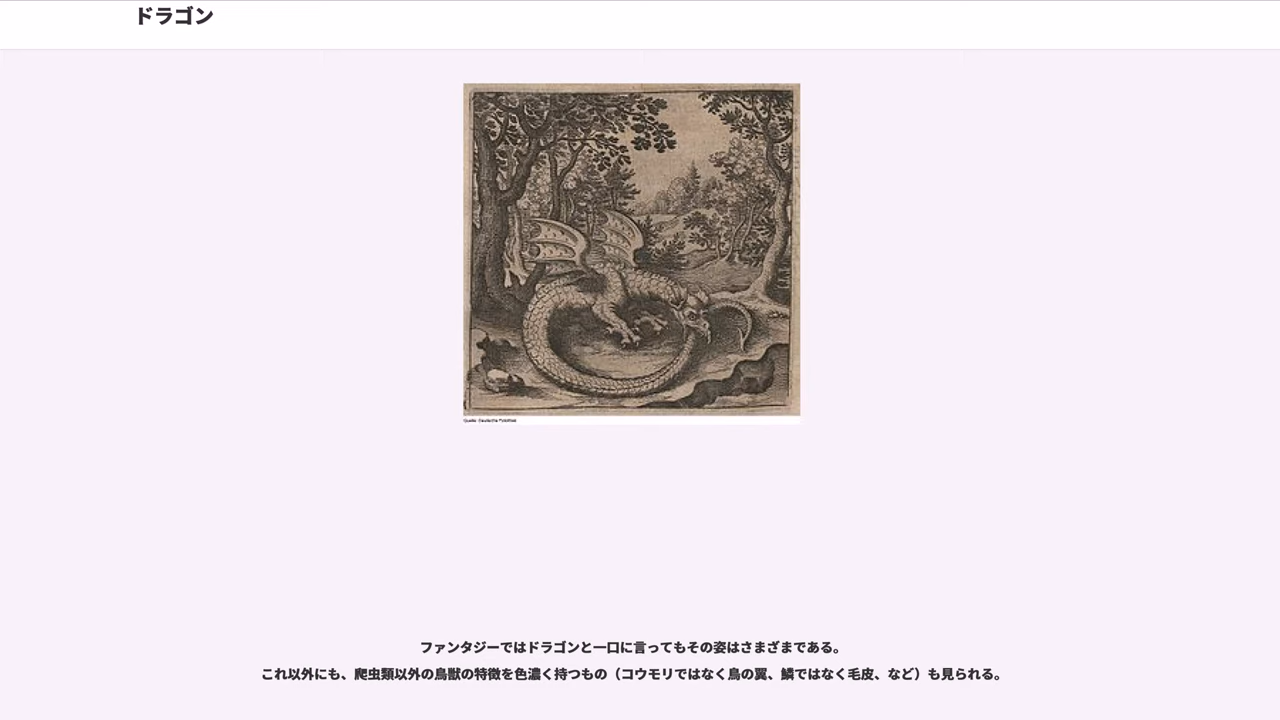 ドラゴン
Quelle: Deutsche Fotothek
ファンタジーではドラゴンと一口に言ってもその姿はさまざまである。
これ以外にも、爬虫類以外の鳥獣の特徴を色濃く持つもの（コウモリではなく鳥の翼、鱗ではなく毛皮、など）も見られる。